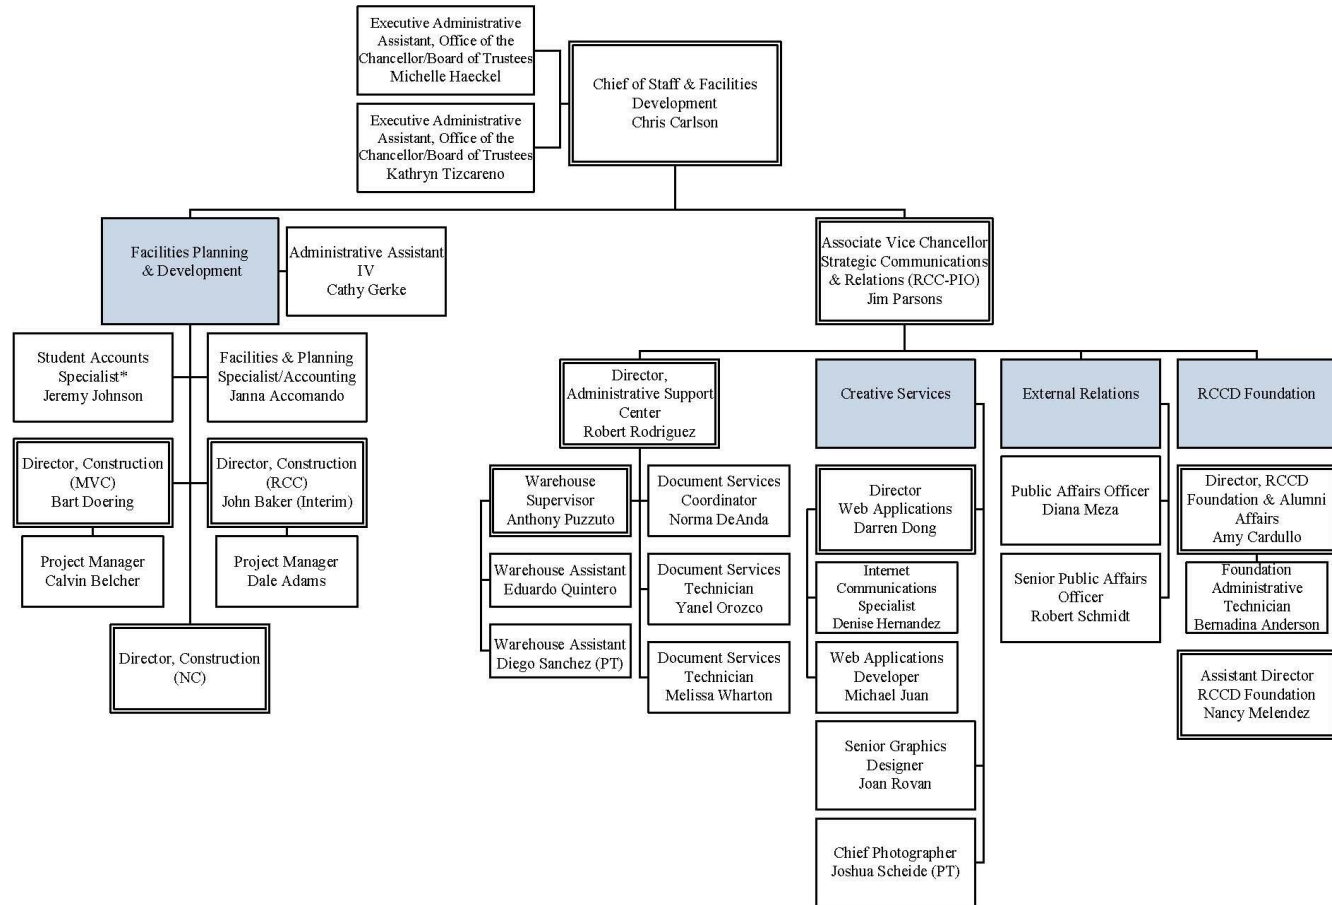 Executive Administrative
Assistant, Office of the
Chancellor/Board of Trustees
Michelle Haeckel
Chief of Staff & Facilities
Development
Chris Carlson
Executive Administrative
Assistant, Office of the
Chancellor/Board of Trustees
Kathryn Tizcareno
Facilities Planning
& Development
Administrative Assistant
IV
Cathy Gerke
Student Accounts
Specialist*
Jeremy Johnson
Facilities & Planning
Specialist/Accounting
Janna Accomando
Director, Construction
(MVC)
Bart Doering
Director, Construction
(RCC)
John Baker (Interim)
Project Manager
Calvin Belcher
Project Manager
Dale Adams
Director, Construction
(NC)
Associate Vice Chancellor
Strategic Communications
& Relations (RCC-PIO)
Jim Parsons
Director,
Administrative Support
Center
Robert Rodriguez
Warehouse
Supervisor
Anthony Puzzuto
Document Services
Coordinator
Norma DeAnda
Warehouse Assistant
Eduardo Quintero
Document Services
Technician
Yanel Orozco
Warehouse Assistant
Diego Sanchez (PT)
Document Services
Technician
Melissa Wharton
Creative Services
Director
Web Applications
Darren Dong
Internet
Communications
Specialist
Denise Hernandez
Web Applications
Developer
Michael Juan
Senior Graphics
Designer
Joan Rovan
Chief Photographer
Joshua Scheide (PT)
External Relations
Public Affairs Officer
Diana Meza
Senior Public Affairs
Officer
Robert Schmidt
RCCD Foundation
Director, RCCD
Foundation & Alumni
Affairs
Amy Cardullo
Foundation
Administrative
Technician
Bernadina Anderson
Assistant Director
RCCD Foundation
Nancy Melendez